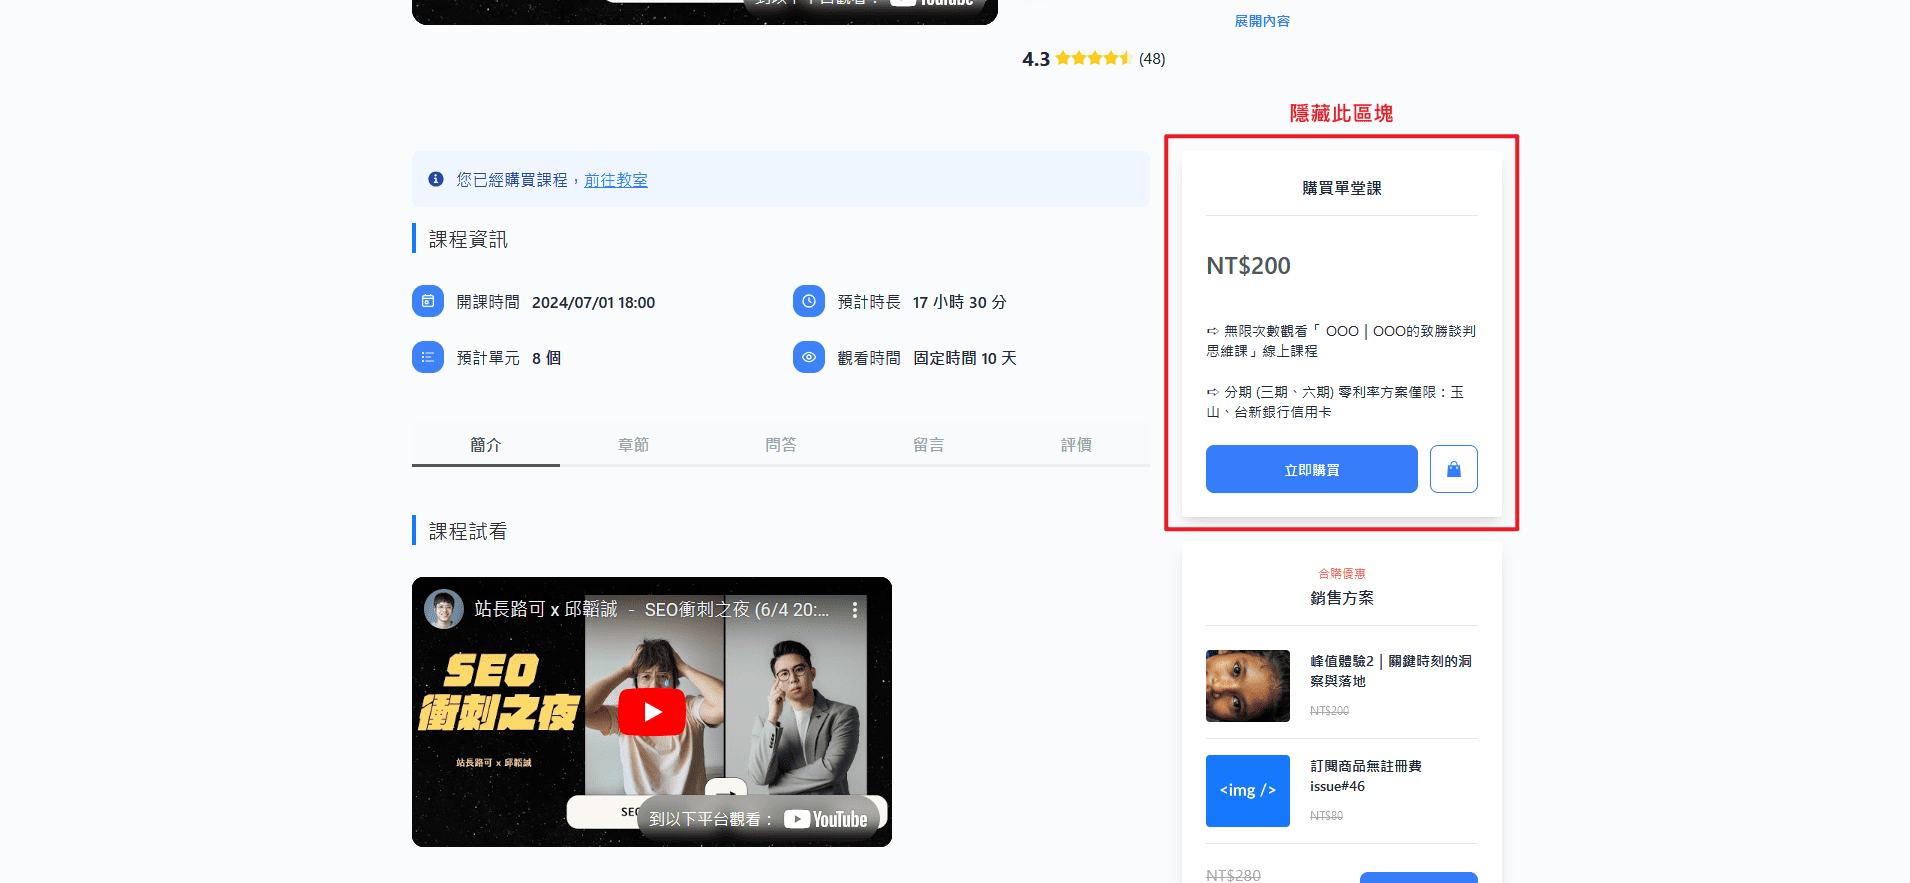 到以下平台觀看： YouTube
展開內容
4.3 (48)
隱藏此區塊
您已經購買課程，前往教室
課程資訊
開課時間 2024/07/01 18:00
預計時長 17 小時 30 分
預計單元 8 個
觀看時間 固定時間 10 天
簡介
章節
問答
留言
評價
課程試看
站長路可 x 邱韜誠 - SEO衝刺之夜 (6/4 20:...
SEO
衝刺之夜
站長路可 x 邱韜誠
SEO
到以下平台觀看： YouTube
購買單堂課
NT$200
➪ 無限次數觀看「 OOO | OOO的致勝談判
思維課」線上課程
➪ 分期 (三期、六期) 零利率方案僅限：玉
山、台新銀行信用卡
立即購買
合購優惠
銷售方案
峰值體驗2 | 關鍵時刻的洞
察與落地
NT$200
<img />
訂閱商品無註冊費
issue#46
NT$80
NT$280